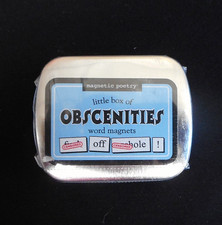 magnetic poetry
little box of
OBSCENITIES
word magnets
off hole !